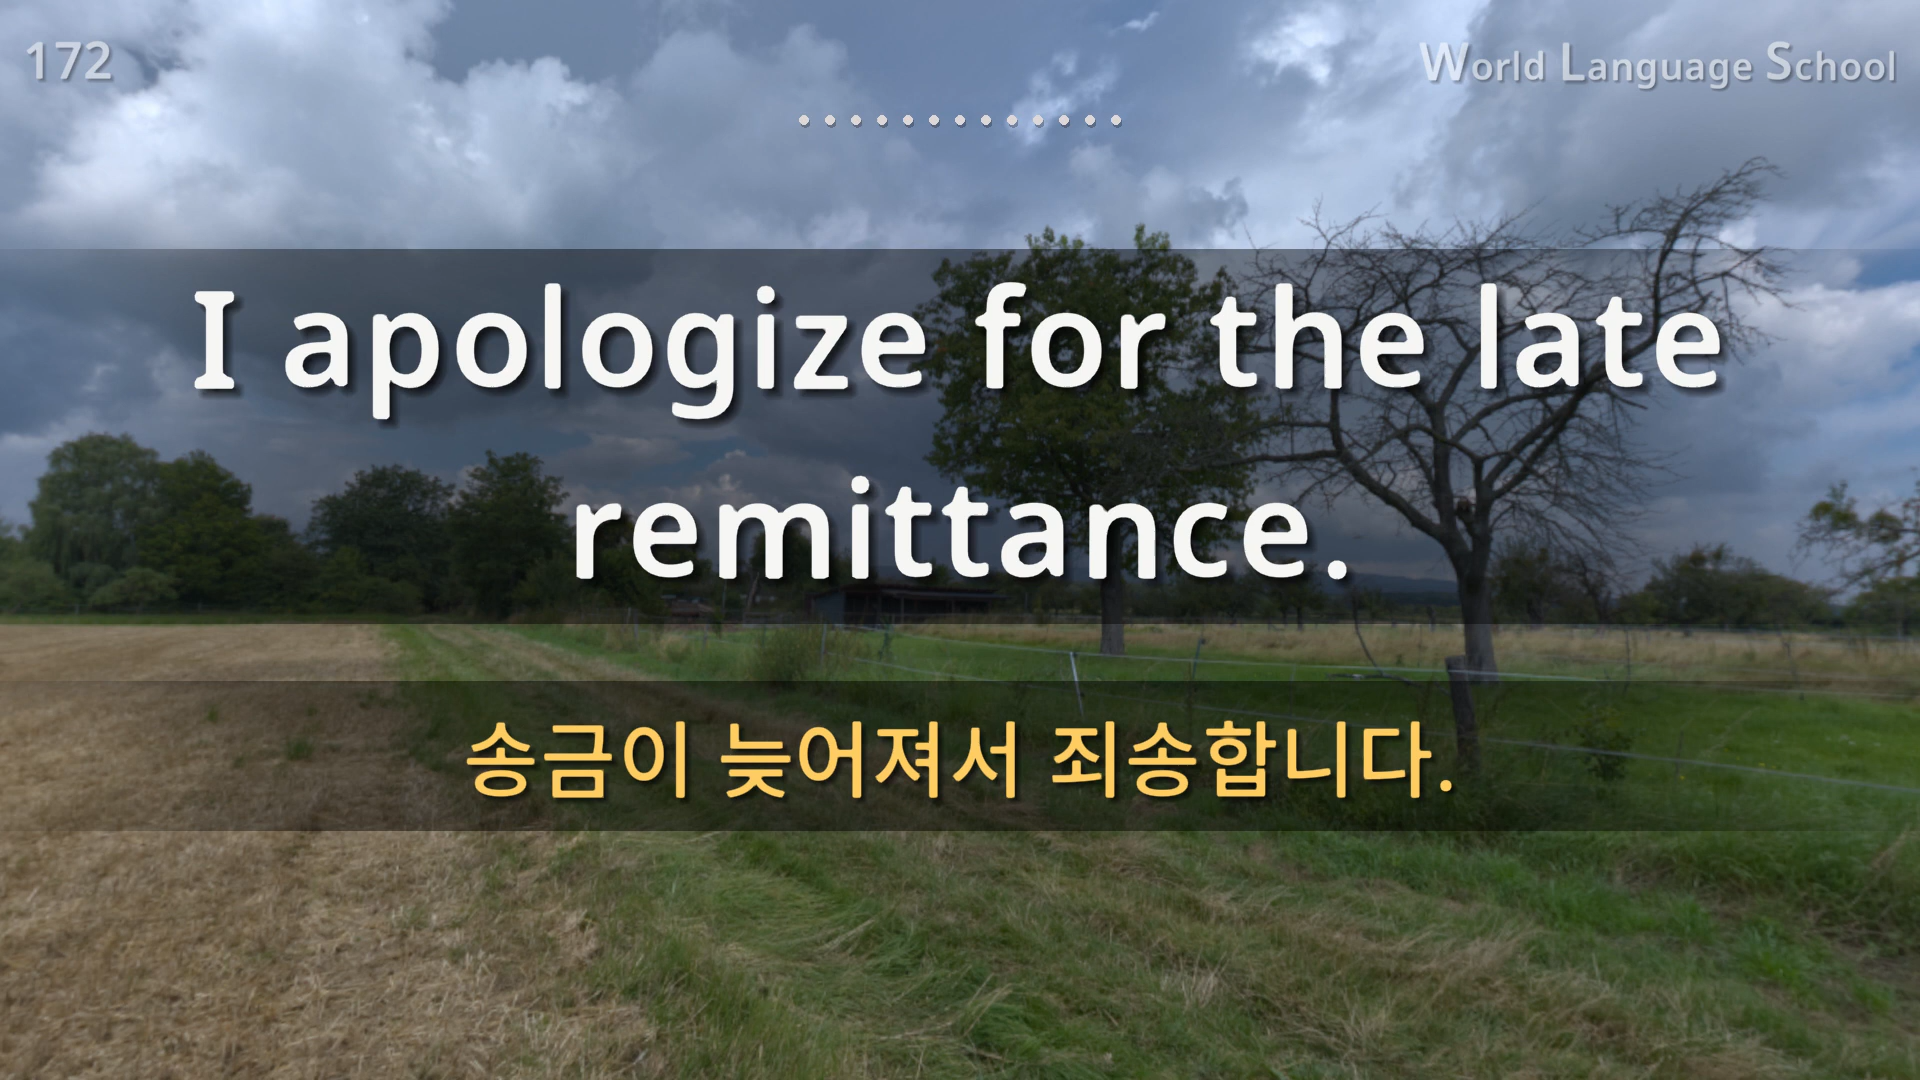 172
World Language School
I apologize for the late
remittance.
송금이 늦어져서 죄송합니다.